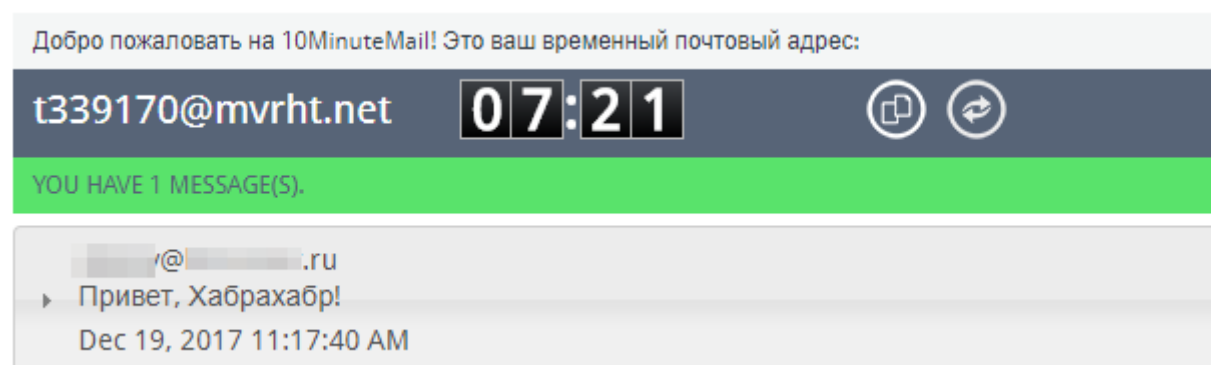 Добро пожаловать на 10MinuteMail! Это ваш временный почтовый адрес:
t339170@mvrht.net 07:21
YOU HAVE 1 MESSAGE(S).
@ .ru
Привет, Хабрахабр!
Dec 19, 2017 11:17:40 AM